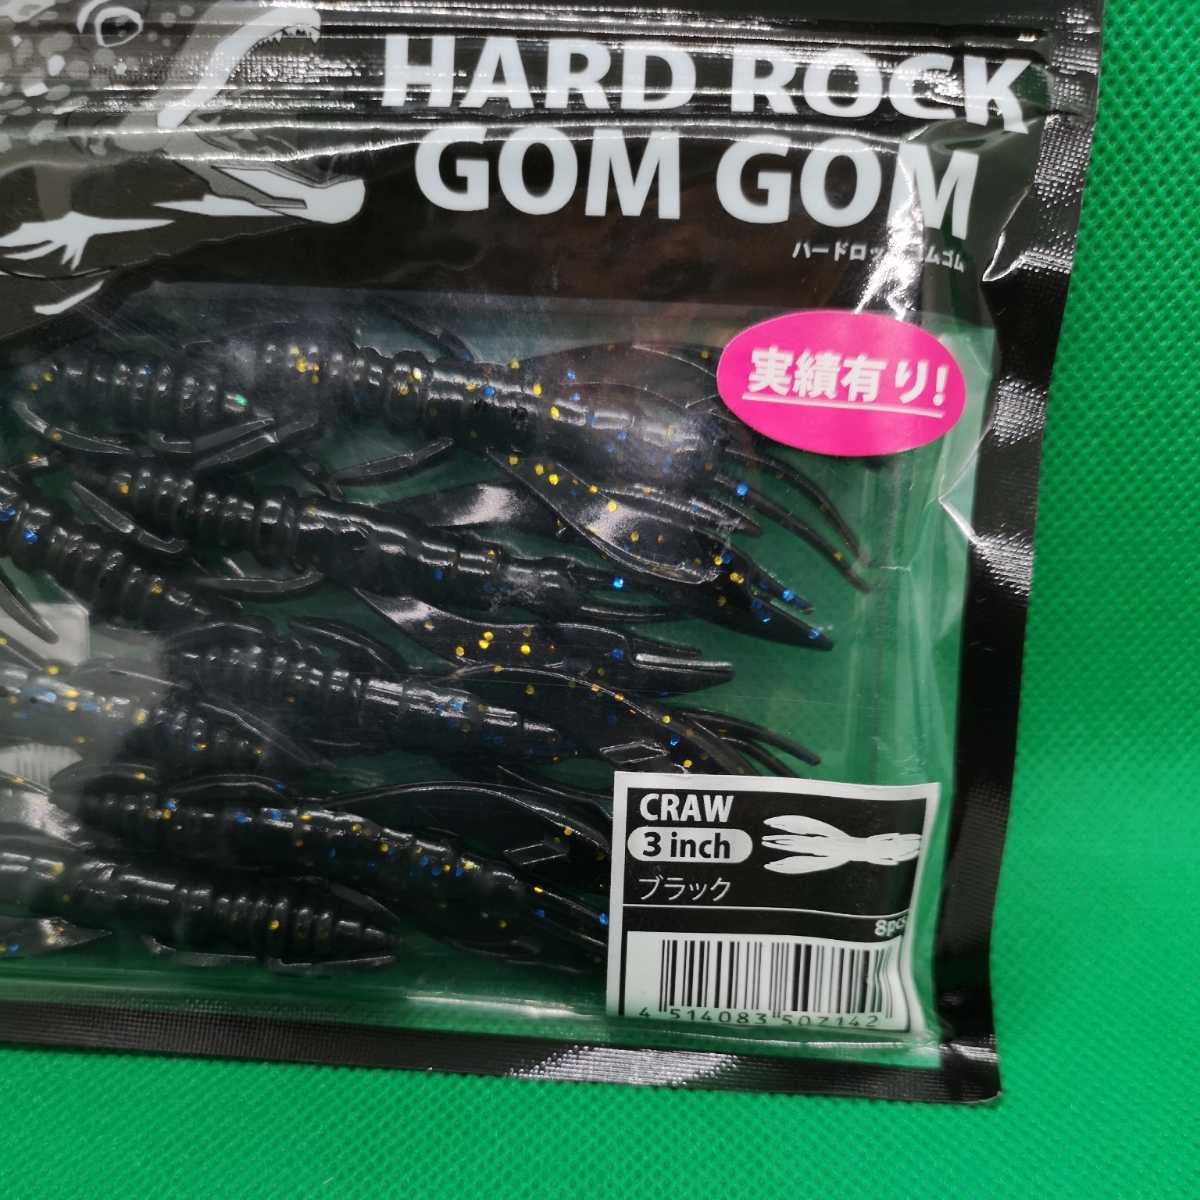 HARD ROCK
GOM GOM
ハードロックゴムゴム
実績有り!
CRAW
3 inch
ブラック
8pcs
4 514083 507142